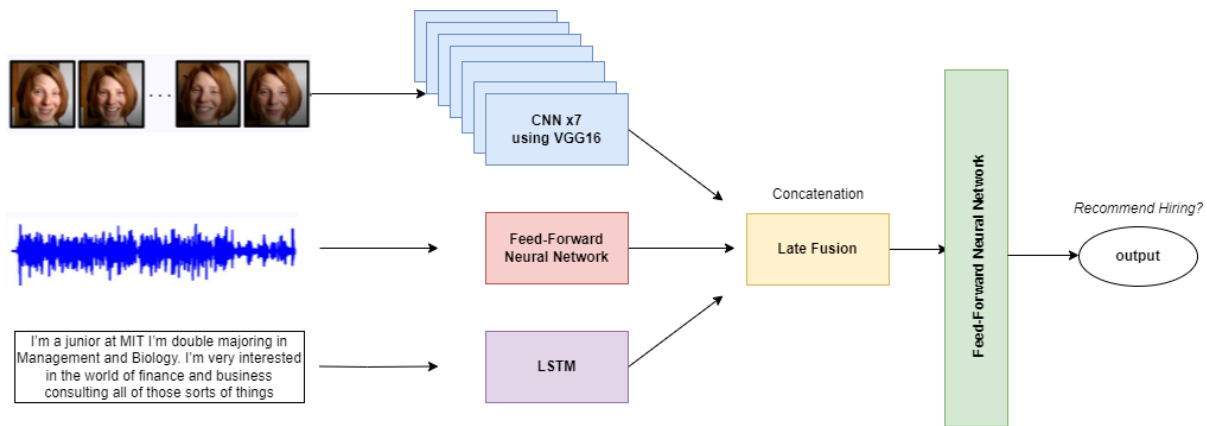 CNN x7
using VGG16
Concatenation
Feed-Forward
Neural Network
Late Fusion
Feed-Forward Neural Network
Recommend Hiring?
output
I'm a junior at MIT I'm double majoring in
Management and Biology. I'm very interested
in the world of finance and business
consulting all of those sorts of things
LSTM